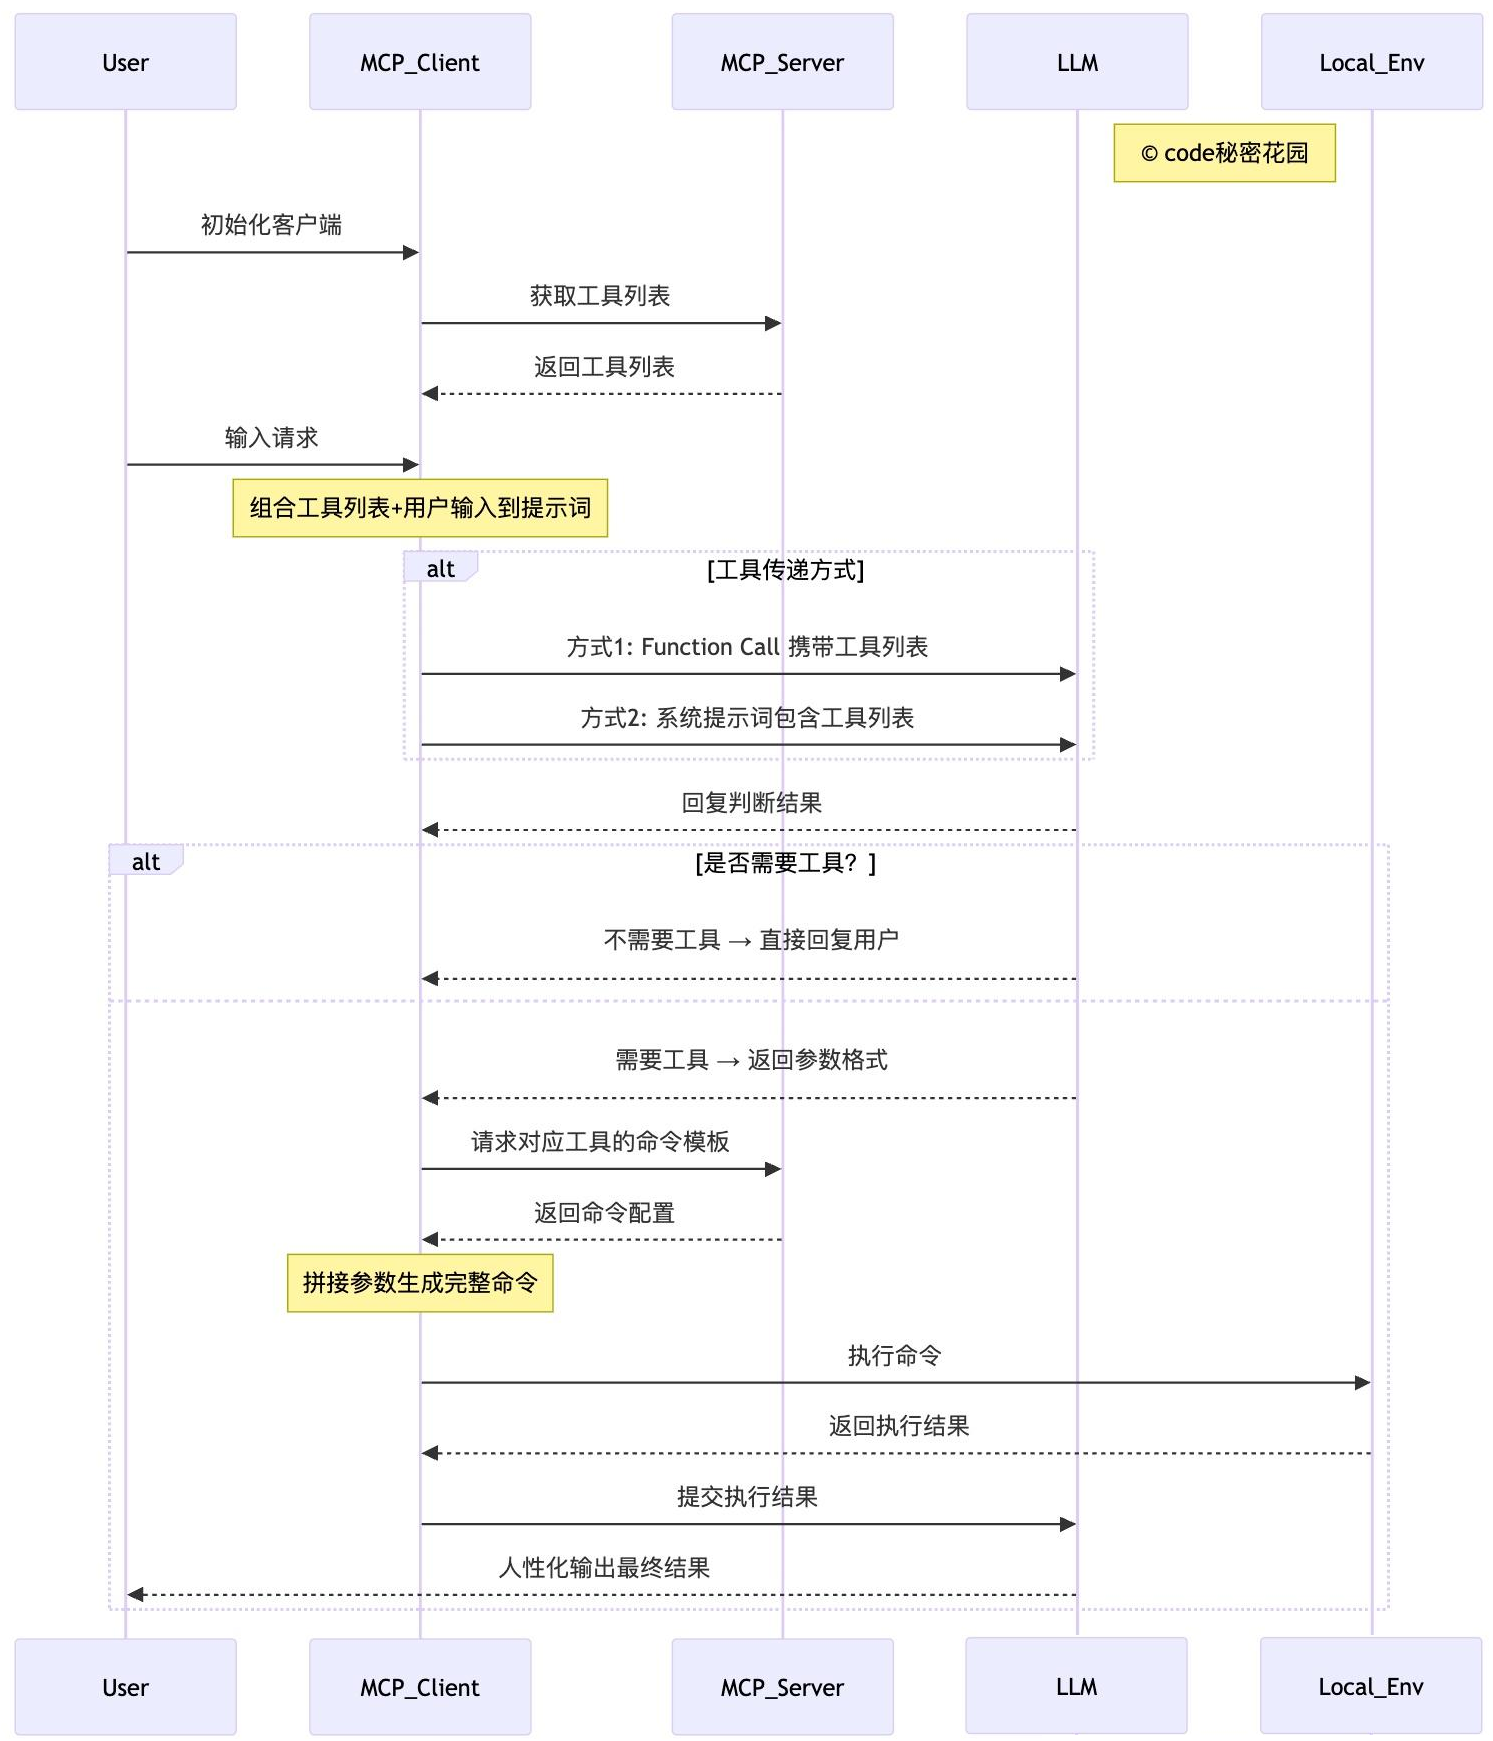 User
MCP_Client
MCP_Server
LLM
Local_Env
© code秘密花园
初始化客户端
获取工具列表
返回工具列表
输入请求
组合工具列表+用户输入到提示词
alt
[工具传递方式]
方式1: Function Call 携带工具列表
方式2: 系统提示词包含工具列表
回复判断结果
alt
[是否需要工具？]
不需要工具 → 直接回复用户
需要工具 → 返回参数格式
请求对应工具的命令模板
返回命令配置
拼接参数生成完整命令
执行命令
返回执行结果
提交执行结果
人性化输出最终结果
User
MCP_Client
MCP_Server
LLM
Local_Env